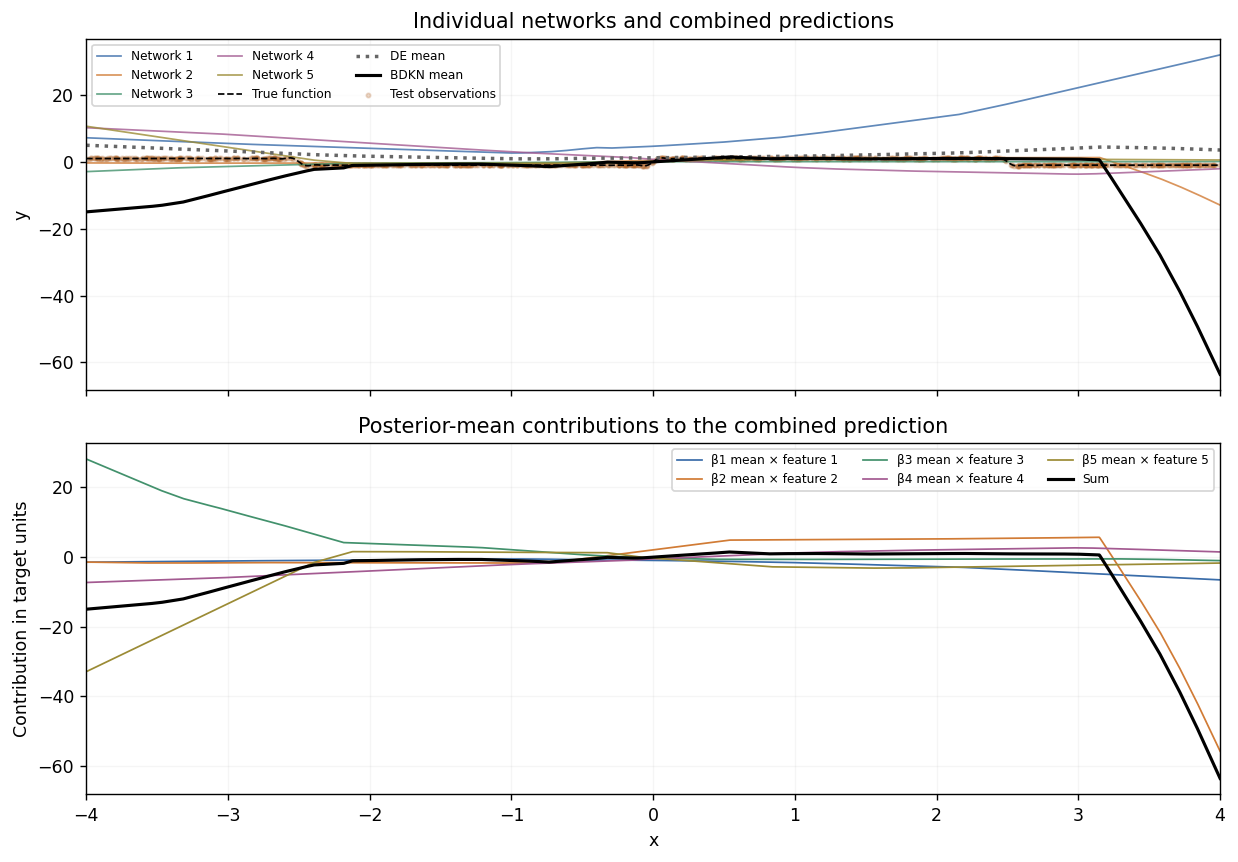 Individual networks and combined predictions
Network 1
Network 2
Network 3
Network 4
Network 5
True function
DE mean
BDKN mean
Test observations
20
0
−20
−40
−60
y
Posterior-mean contributions to the combined prediction
β1 mean × feature 1
β2 mean × feature 2
β3 mean × feature 3
β4 mean × feature 4
β5 mean × feature 5
Sum
20
0
−20
−40
−60
Contribution in target units
−4 −3 −2 −1 0 1 2 3 4
x